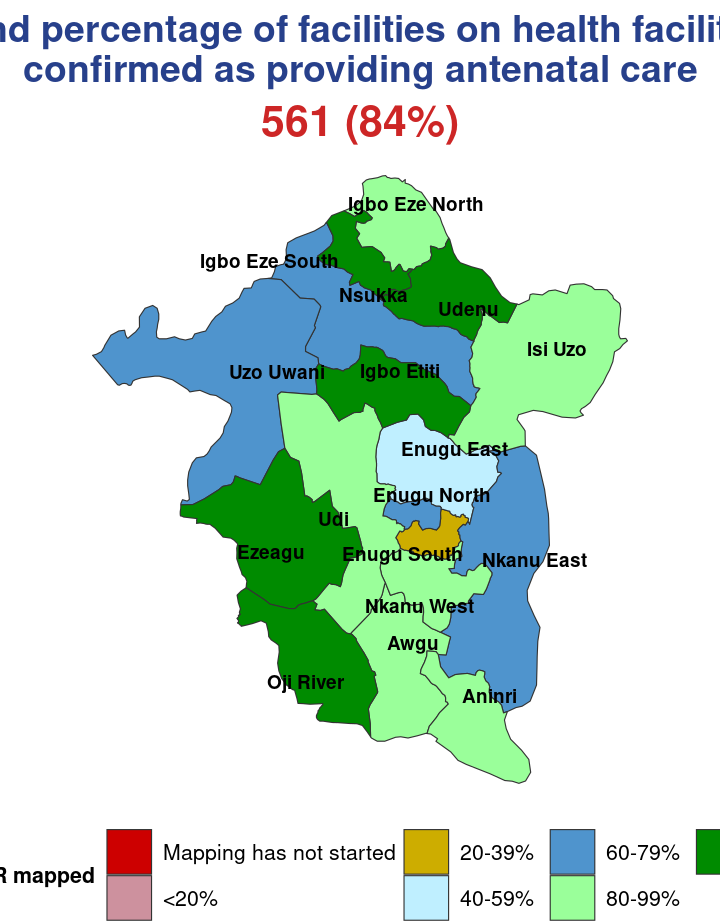 nd percentage of facilities on health facilit
confirmed as providing antenatal care
561 (84%)
Igbo Eze North
Igbo Eze South
Nsukka
Udenu
Isi Uzo
Uzo Uwani
Igbo Etiti
Enugu East
Enugu North
Udi
Ezeagu
Enugu South
Nkanu East
Nkanu West
Awgu
Oji River
Aninri
R mapped
Mapping has not started
20-39%
60-79%
<20%
40-59%
80-99%